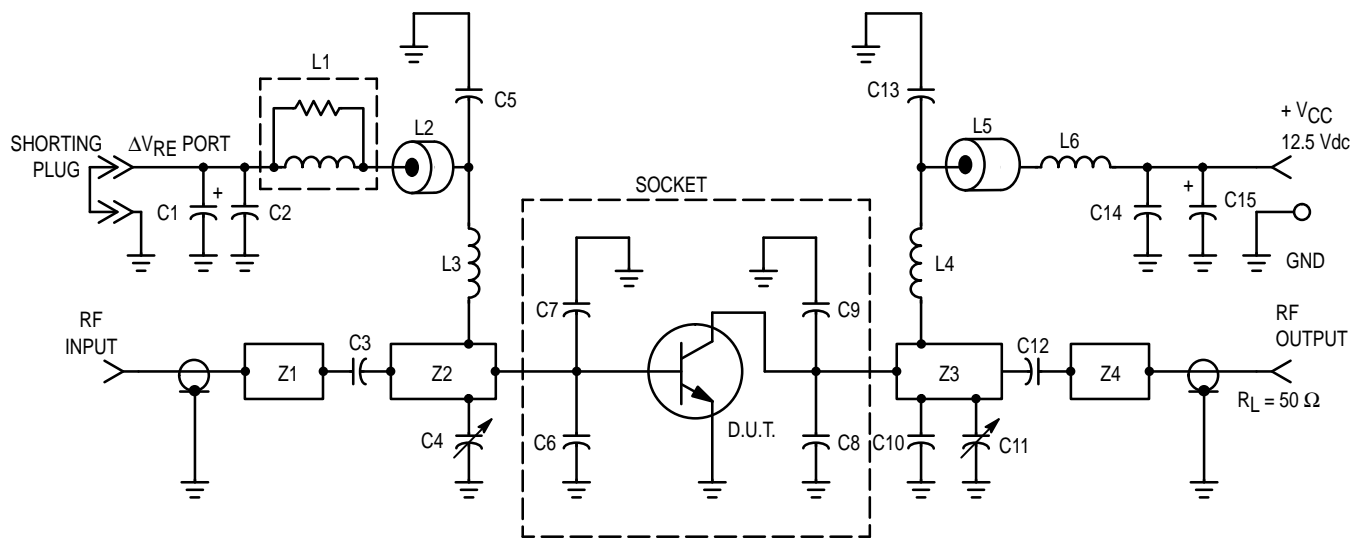 L1
C5
C13
SHORTING
PLUG
ΔVRE PORT
L2
L5
L6
+ VCC
12.5 Vdc
+
C1
C2
SOCKET
C14
+
C15
GND
L3
L4
C7
C9
RF
INPUT
C3
Z1
Z2
C12
Z3
Z4
RF
OUTPUT
RL = 50 Ω
C4
C6
D.U.T.
C8
C10
C11